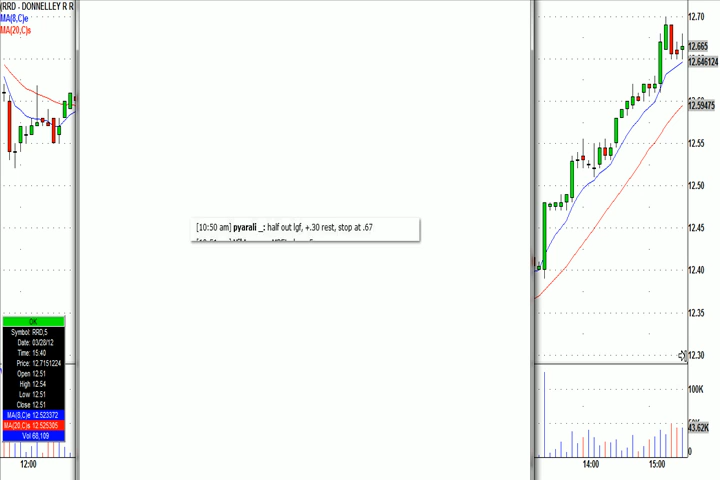 (RRD - DONNELLEY R R
MA(8,C)e
MA(20,C)s
12.70
12.665
12.646124
12.59475
12.55
12.50
12.45
12.40
12.35
12.30
100K
43.62K
0
[10:50 am] pyarali _: half out lgf, +.30 rest, stop at .67
OK
Symbol: RRD,5
Date: 03/28/12
Time: 15:40
Price: 12.7151224
Open 12.51
High 12.54
Low 12.51
Close 12.51
MA(8,C)e 12.523372
MA(20,C)s 12.525305
Vol 68,109
12:00
14:00
15:00